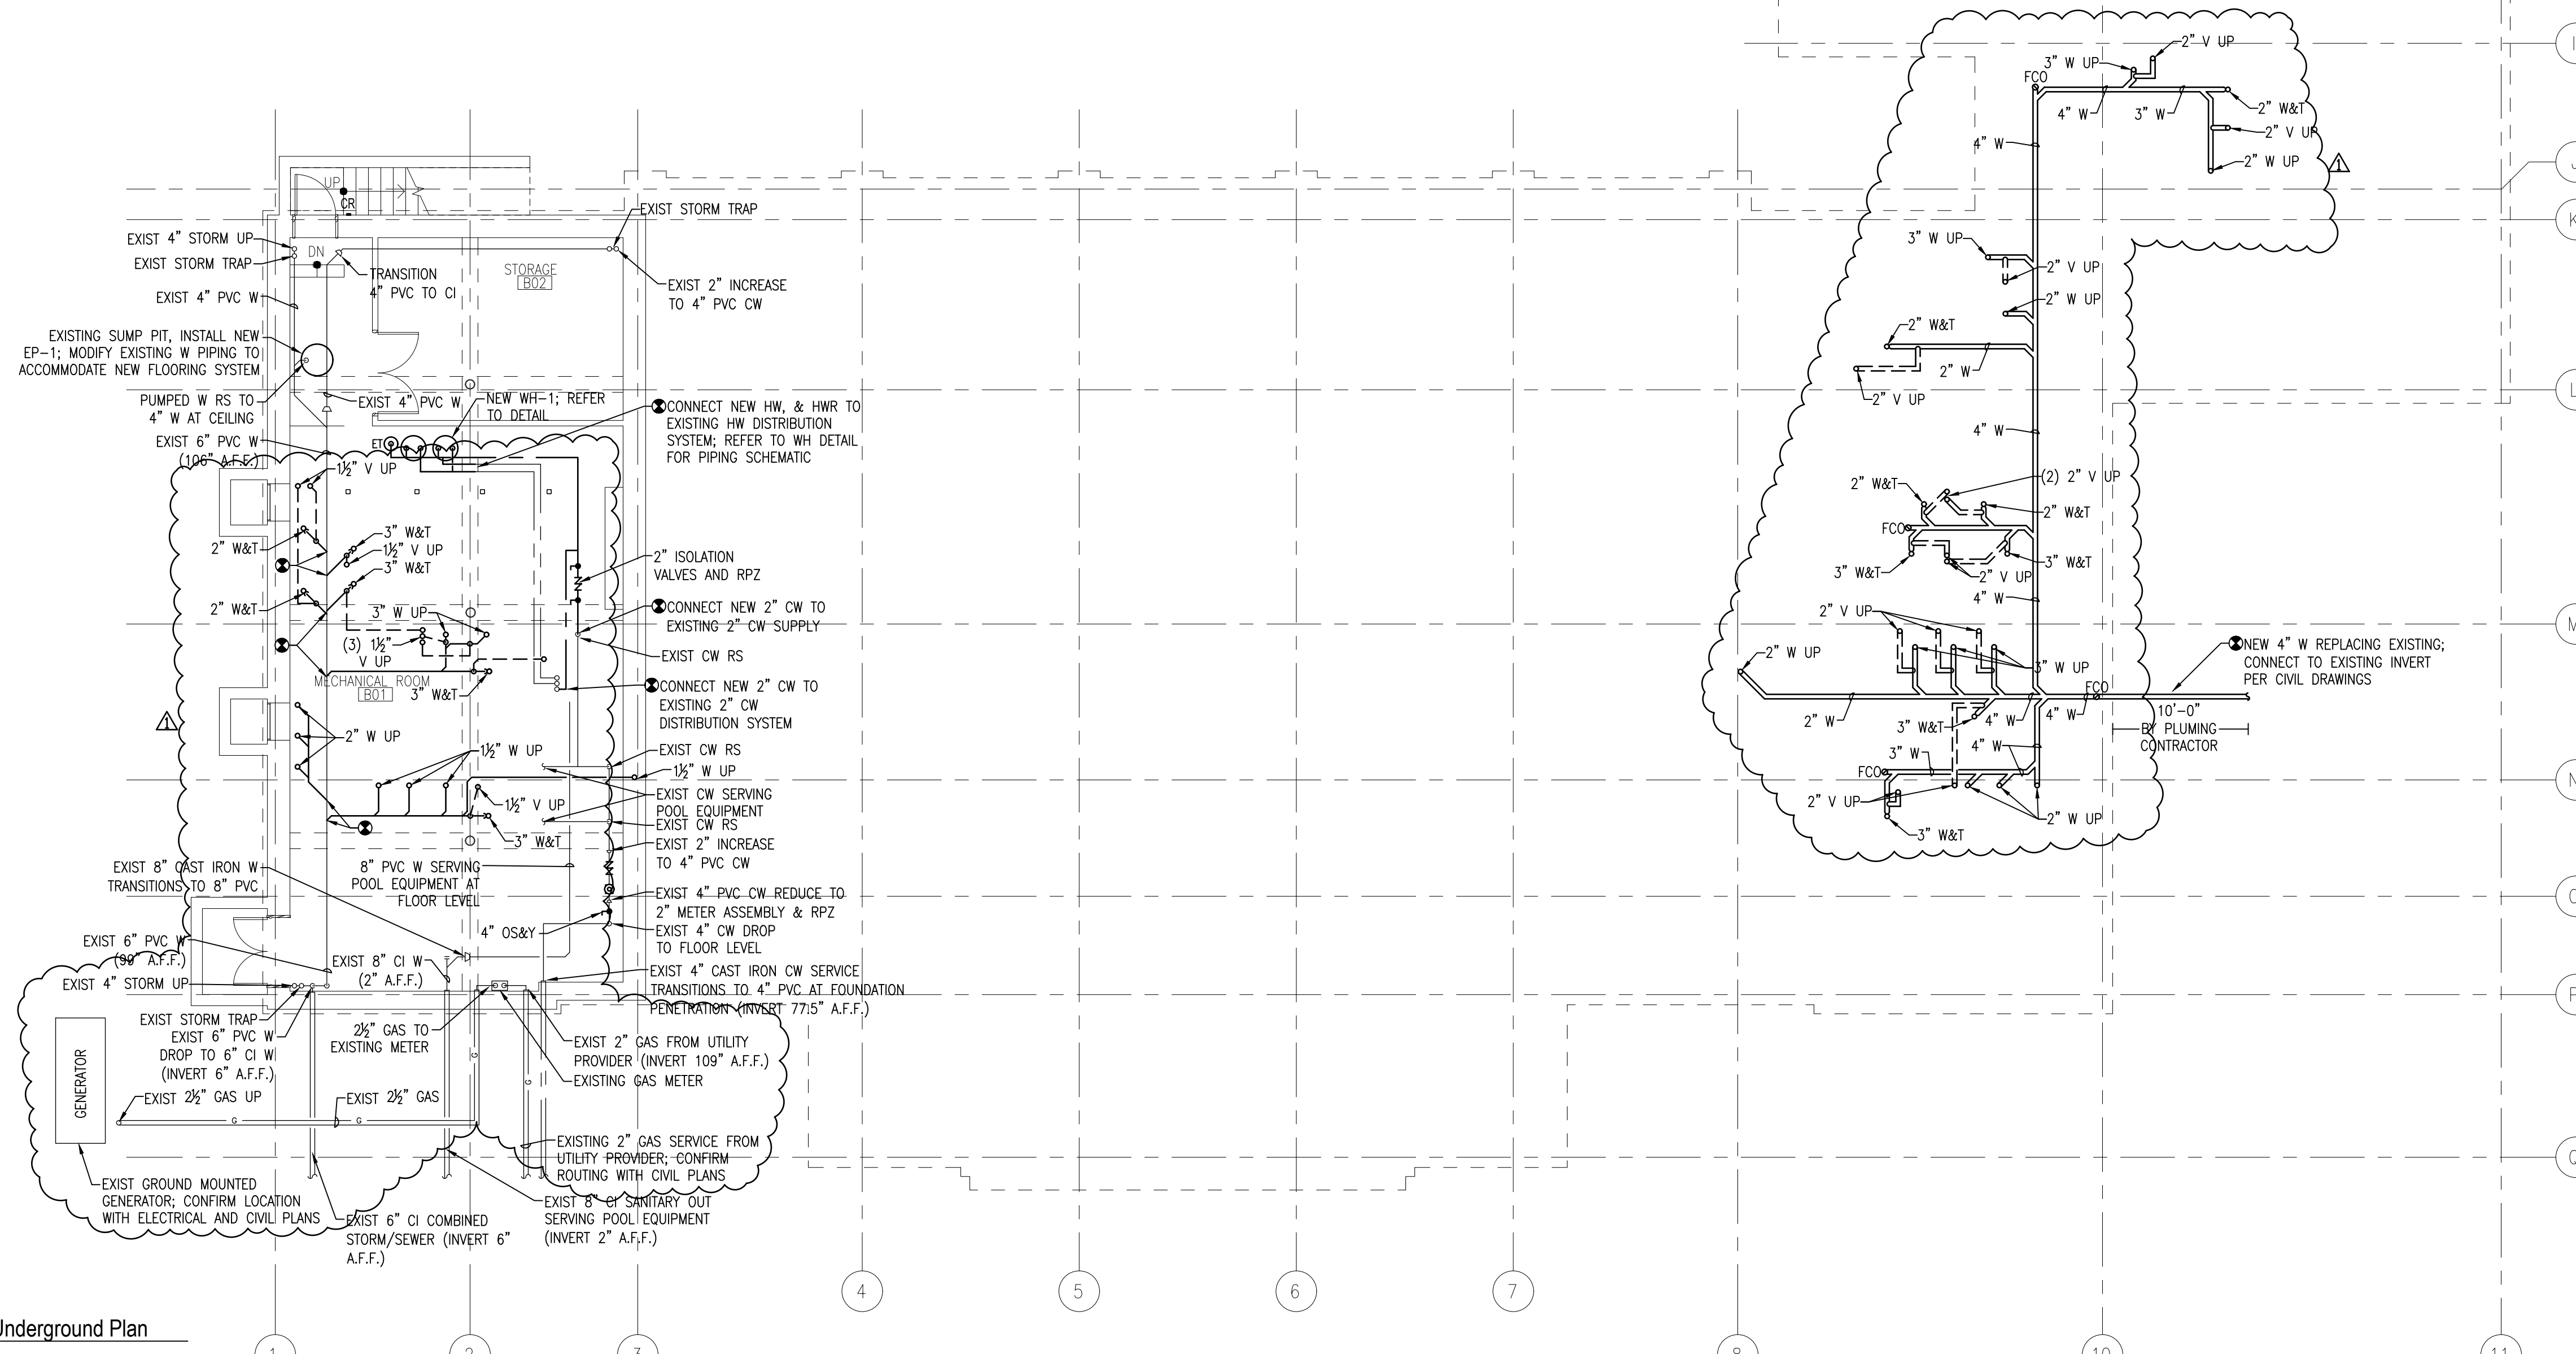 UP
CR
EXIST 4" STORM UP
EXIST STORM TRAP
DN
TRANSITION
4" PVC TO CI
STORAGE
B02
EXIST STORM TRAP
EXIST 2" INCREASE
TO 4" PVC CW
EXIST 4" PVC W
EXISTING SUMP PIT, INSTALL NEW
EP-1; MODIFY EXISTING W PIPING TO
ACCOMMODATE NEW FLOORING SYSTEM
PUMPED W RS TO
4" W AT CEILING
EXIST 4" PVC W
NEW WH-1; REFER
TO DETAIL
CONNECT NEW HW, & HWR TO
EXISTING HW DISTRIBUTION
SYSTEM; REFER TO WH DETAIL
FOR PIPING SCHEMATIC
EXIST 6" PVC W
(106" A.F.F.)
ET
1½" V UP
2" W&T
3" W&T
1½" V UP
3" W&T
2" W&T
3" W UP
(3) 1½"
V UP
MECHANICAL ROOM
B01
3" W&T
2" ISOLATION
VALVES AND RPZ
CONNECT NEW 2" CW TO
EXISTING 2" CW SUPPLY
EXIST CW RS
CONNECT NEW 2" CW TO
EXISTING 2" CW
DISTRIBUTION SYSTEM
1
2" W UP
1½" W UP
EXIST CW RS
1½" W UP
EXIST CW SERVING
POOL EQUIPMENT
EXIST CW RS
1½" V UP
3" W&T
EXIST 2" INCREASE
TO 4" PVC CW
EXIST 8" CAST IRON W
TRANSITIONS TO 8" PVC
8" PVC W SERVING
POOL EQUIPMENT AT
FLOOR LEVEL
EXIST 4" PVC CW REDUCE TO
2" METER ASSEMBLY & RPZ
4" OS&Y
EXIST 4" CW DROP
TO FLOOR LEVEL
EXIST 6" PVC W
(99" A.F.F.)
EXIST 8" CI W
(2" A.F.F.)
EXIST 4" STORM UP
EXIST 4" CAST IRON CW SERVICE
TRANSITIONS TO 4" PVC AT FOUNDATION
PENETRATION (INVERT 77.5" A.F.F.)
EXIST STORM TRAP
EXIST 6" PVC W
DROP TO 6" CI W
(INVERT 6" A.F.F.)
2½" GAS TO
EXISTING METER
EXIST 2" GAS FROM UTILITY
PROVIDER (INVERT 109" A.F.F.)
EXISTING GAS METER
GENERATOR
EXIST 2½" GAS UP
EXIST 2½" GAS
G
G
G
G
EXISTING 2" GAS SERVICE FROM
UTILITY PROVIDER; CONFIRM
ROUTING WITH CIVIL PLANS
EXIST GROUND MOUNTED
GENERATOR; CONFIRM LOCATION
WITH ELECTRICAL AND CIVIL PLANS
EXIST 6" CI COMBINED
STORM/SEWER (INVERT 6"
A.F.F.)
EXIST 8" CI SANITARY OUT
SERVING POOL EQUIPMENT
(INVERT 2" A.F.F.)
2" V UP
3" W UP
FCO
4" W
3" W
2" W&T
2" V UP
2" W UP
4" W
1
3" W UP
2" V UP
2" W UP
2" W&T
2" W
2" V UP
4" W
(2) 2" V UP
2" W&T
2" W&T
FCO
3" W&T
3" W&T
2" V UP
4" W
2" V UP
2" W UP
3" W UP
FCO
NEW 4" W REPLACING EXISTING;
CONNECT TO EXISTING INVERT
PER CIVIL DRAWINGS
2" W
3" W&T
4" W
4" W
10'-0"
BY PLUMING
CONTRACTOR
3" W
4" W
FCO
2" V UP
2" W UP
3" W&T
I
J
K
L
M
N
O
P
Q
4
5
6
7
1
2
3
8
10
11
Underground Plan